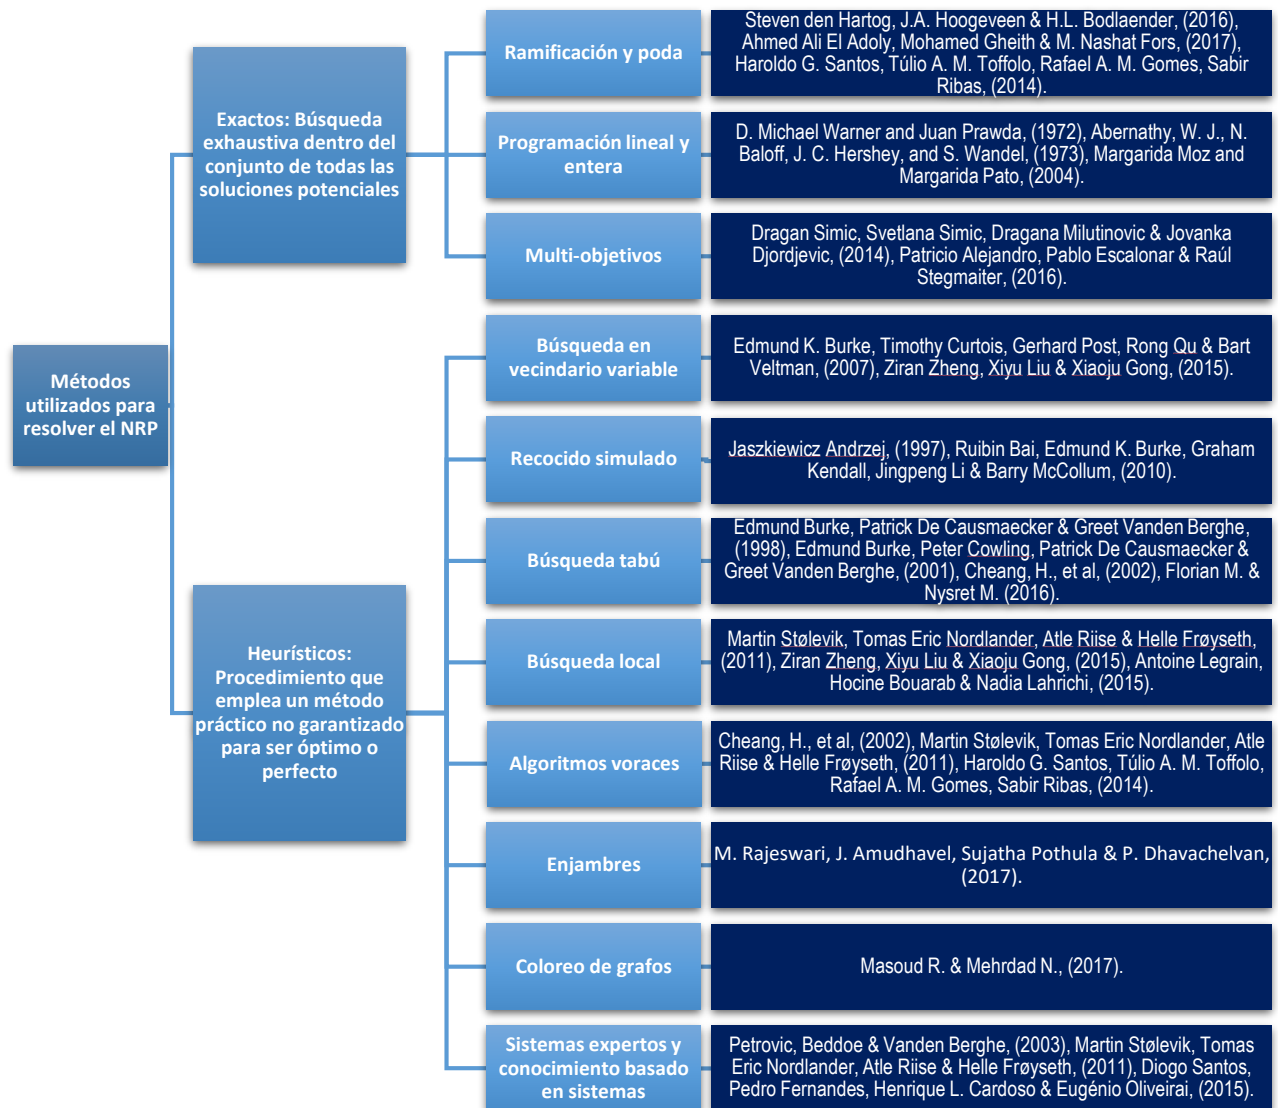 Métodos
utilizados para
resolver el NRP
Exactos: Búsqueda
exhaustiva dentro del
conjunto de todas las
soluciones potenciales
Ramificación y poda
Steven den Hartog, J.A. Hoogeveen & H.L. Bodlaender, (2016),
Ahmed Ali El Adoly, Mohamed Gheith & M. Nashat Fors, (2017),
Haroldo G. Santos, Túlio A. M. Toffolo, Rafael A. M. Gomes, Sabir
Ribas, (2014).
Programación lineal y
entera
D. Michael Warner and Juan Prawda, (1972), Abernathy, W. J., N.
Baloff, J. C. Hershey, and S. Wandel, (1973), Margarida Moz and
Margarida Pato, (2004).
Multi-objetivos
Dragan Simic, Svetlana Simic, Dragana Milutinovic & Jovanka
Djordjevic, (2014), Patricio Alejandro, Pablo Escalonar & Raúl
Stegmaiter, (2016).
Heurísticos:
Procedimiento que
emplea un método
práctico no garantizado
para ser óptimo o
perfecto
Búsqueda en
vecindario variable
Edmund K. Burke, Timothy Curtois, Gerhard Post, Rong Qu & Bart
Veltman, (2007), Ziran Zheng, Xiyu Liu & Xiaoju Gong, (2015).
Recocido simulado
Jaszkiewicz Andrzej, (1997), Ruibin Bai, Edmund K. Burke, Graham
Kendall, Jingpeng Li & Barry McCollum, (2010).
Búsqueda tabú
Edmund Burke, Patrick De Causmaecker & Greet Vanden Berghe,
(1998), Edmund Burke, Peter Cowling, Patrick De Causmaecker &
Greet Vanden Berghe, (2001), Cheang, H., et al, (2002), Florian M. &
Nysret M. (2016).
Búsqueda local
Martin Stølevik, Tomas Eric Nordlander, Atle Riise & Helle Frøyseth,
(2011), Ziran Zheng, Xiyu Liu & Xiaoju Gong, (2015), Antoine Legrain,
Hocine Bouarab & Nadia Lahrichi, (2015).
Algoritmos voraces
Cheang, H., et al, (2002), Martin Stølevik, Tomas Eric Nordlander, Atle
Riise & Helle Frøyseth, (2011), Haroldo G. Santos, Túlio A. M. Toffolo,
Rafael A. M. Gomes, Sabir Ribas, (2014).
Enjambres
M. Rajeswari, J. Amudhavel, Sujatha Pothula & P. Dhavachelvan,
(2017).
Coloreo de grafos
Masoud R. & Mehrdad N., (2017).
Sistemas expertos y
conocimiento basado
en sistemas
Petrovic, Beddoe & Vanden Berghe, (2003), Martin Stølevik, Tomas
Eric Nordlander, Atle Riise & Helle Frøyseth, (2011), Diogo Santos,
Pedro Fernandes, Henrique L. Cardoso & Eugénio Oliveirai, (2015).